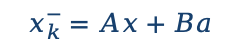 x_k^- = Ax + Ba